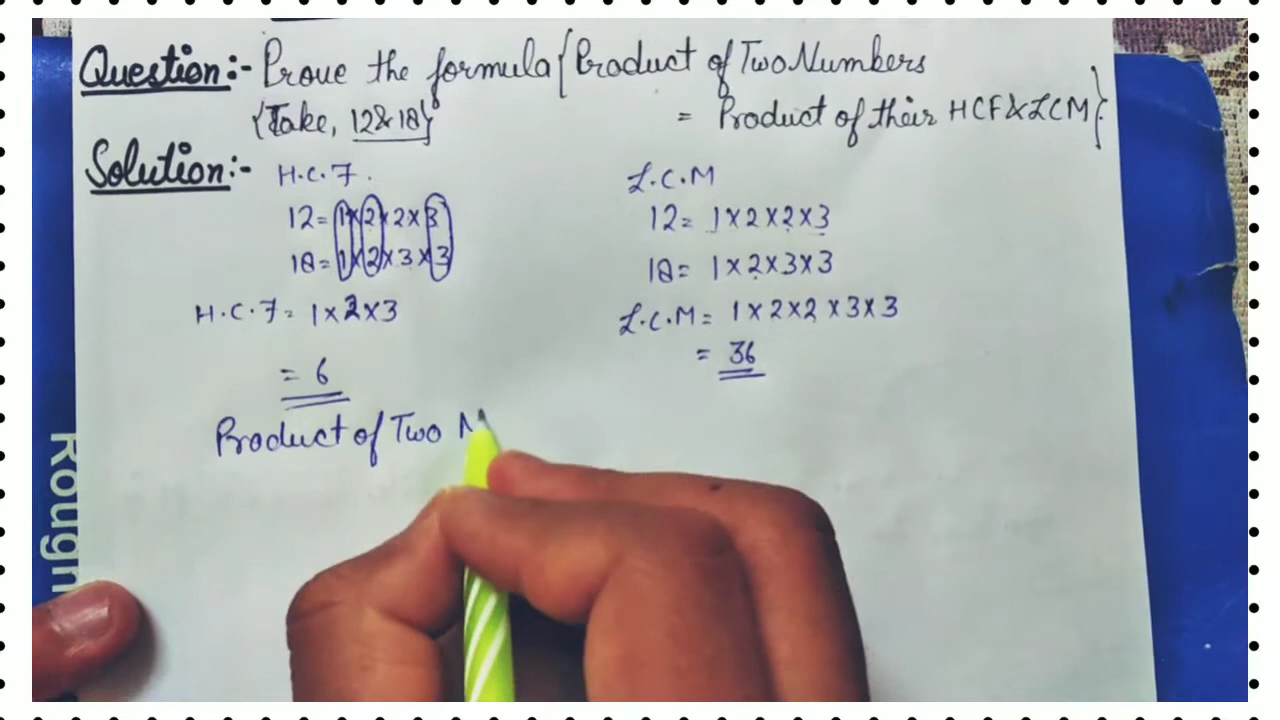 Question:- Prove the formula {Product of Two Numbers
{Take, 12&18} = Product of their HCF & LCM}
Solution:-
H.C.F.
12= 1×2×2×3
18= 1×2×3×3
H.C.F= 1×2×3
= 6
L.C.M
12= 1×2×2×3
18= 1×2×3×3
L.C.M= 1×2×2×3×3
= 36
Product of Two N
Rough